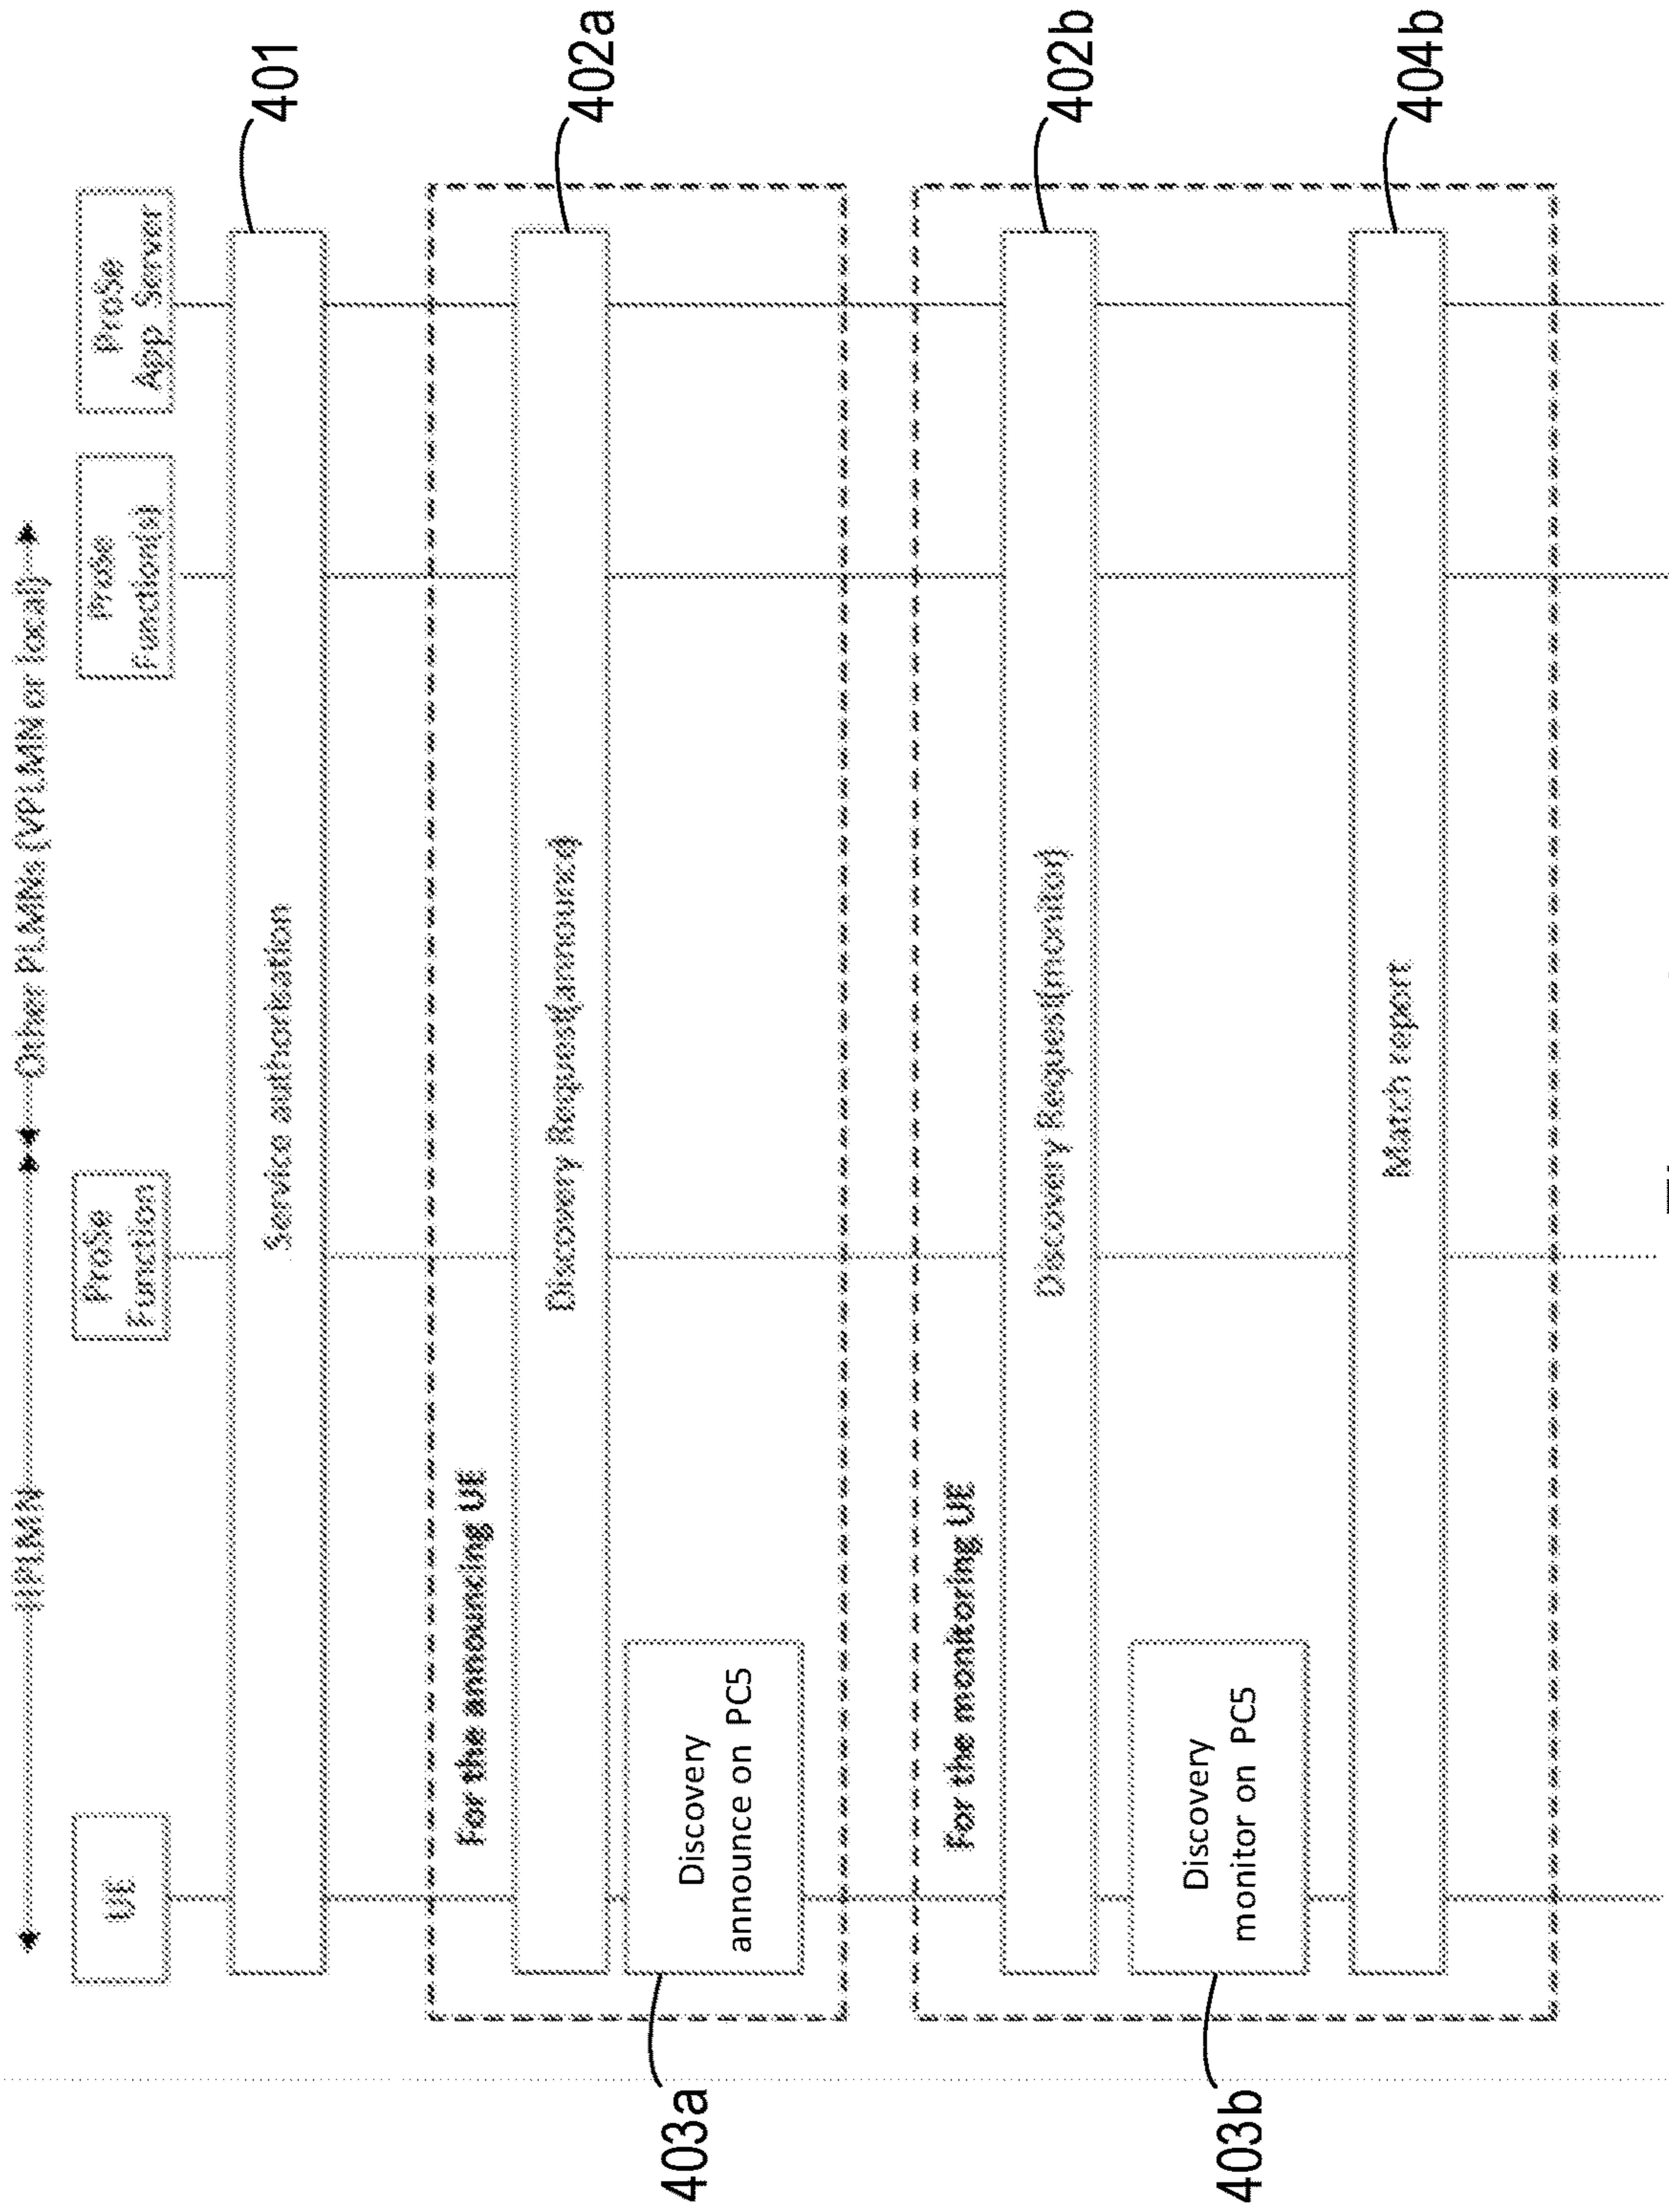 HPLMN
Other PLMNs (VPLMN or local)
UE
ProSe
Function
Prose
Function(s)
ProSe
App Server
Service authorisation
401
For the announcing UE
Discovery Request(announce)
402a
Discovery
announce on PC5
403a
For the monitoring UE
Discovery Request(monitor)
402b
Discovery
monitor on PC5
403b
Match report
404b